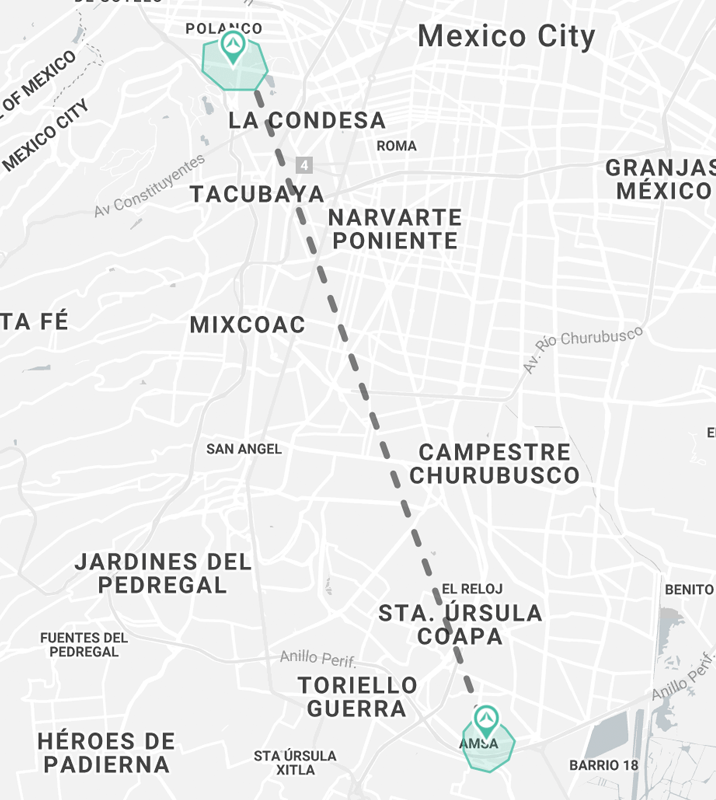 POLANCO
Mexico City
OF MEXICO
MEXICO CITY
LA CONDESA
ROMA
4
Av Constituyentes
TACUBAYA
GRANJAS
MÉXICO
NARVARTE
PONIENTE
TA FÉ
MIXCOAC
Av. Río Churubusco
SAN ANGEL
CAMPESTRE
CHURUBUSCO
JARDINES DEL
PEDREGAL
EL RELOJ
BENITO
STA. ÚRSULA
COAPA
FUENTES DEL
PEDREGAL
Anillo Perif.
Anillo Perif.
TORIELLO
GUERRA
HÉROES DE
PADIERNA
AMSA
STA ÚRSULA
XITLA
BARRIO 18